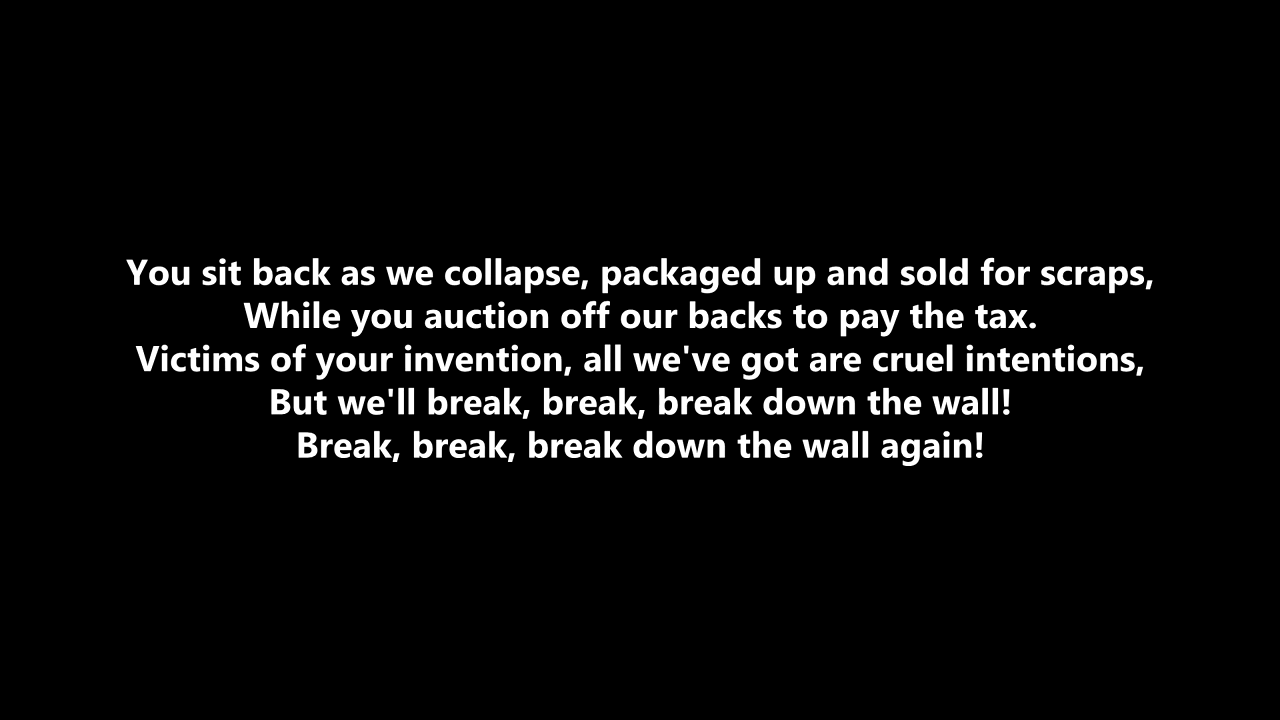 You sit back as we collapse, packaged up and sold for scraps,
While you auction off our backs to pay the tax.
Victims of your invention, all we've got are cruel intentions,
But we'll break, break, break down the wall!
Break, break, break down the wall again!